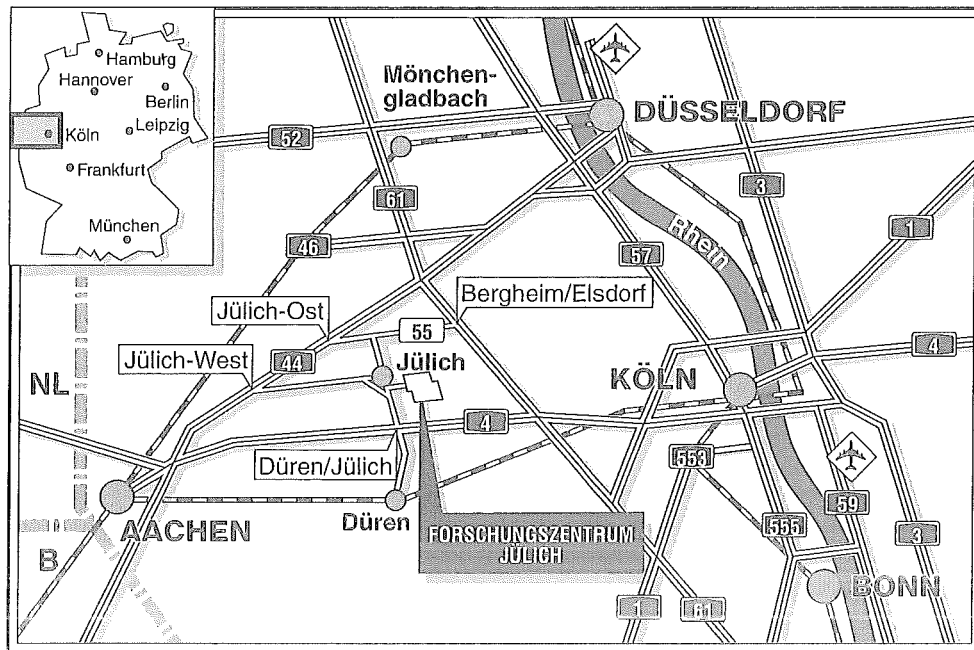 Hamburg
Hannover
Berlin
Leipzig
Köln
Frankfurt
München
Mönchen-
gladbach
DÜSSELDORF
52
61
3
1
46
57
Rhein
Bergheim/Elsdorf
Jülich-Ost
55
Jülich-West
44
Jülich
4
NL
KÖLN
4
Düren/Jülich
553
AACHEN
Düren
59
555
FORSCHUNGSZENTRUM
JÜLICH
3
B
BONN
1
61